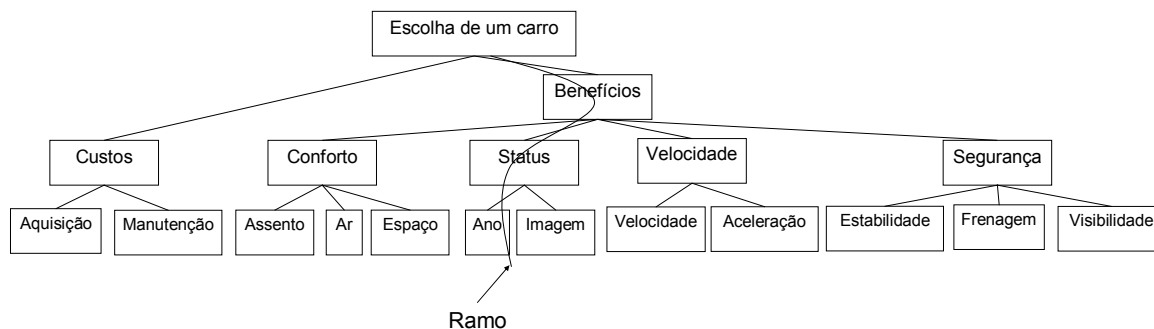 Escolha de um carro
Benefícios
Custos
Conforto
Status
Velocidade
Segurança
Aquisição
Manutenção
Assento
Ar
Espaço
Ano
Imagem
Velocidade
Aceleração
Estabilidade
Frenagem
Visibilidade
Ramo